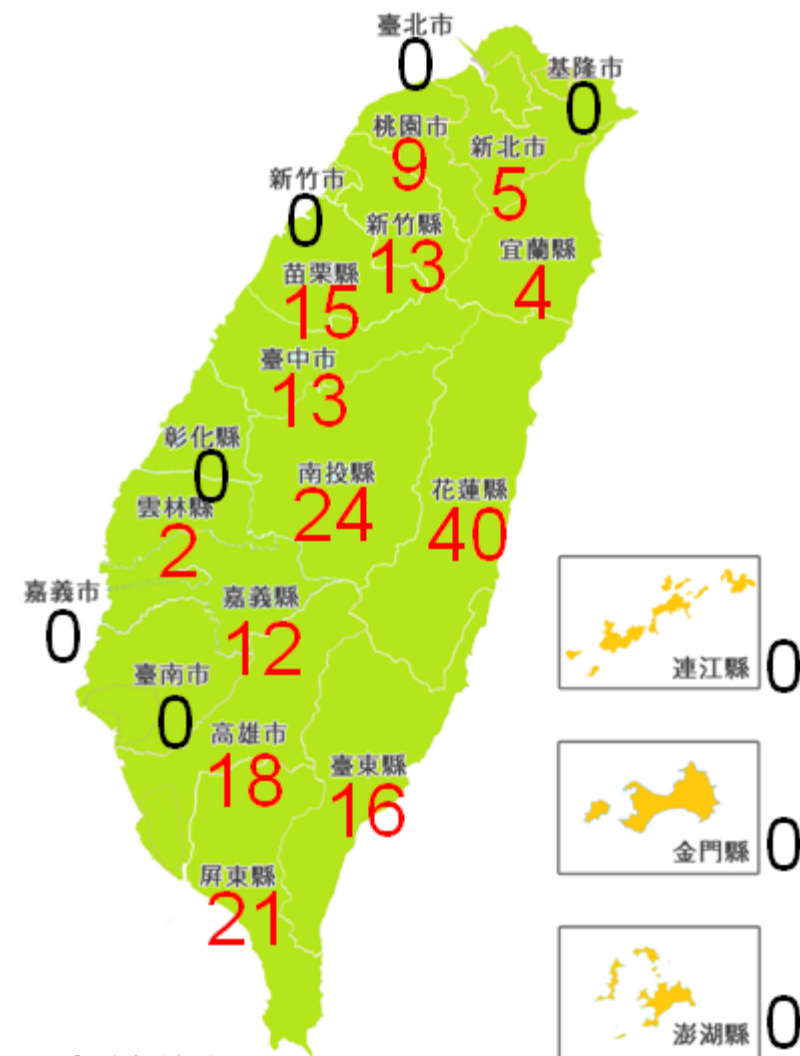 臺北市
0
基隆市
0
桃園市
9
新北市
5
新竹市
0
新竹縣
13
宜蘭縣
4
苗栗縣
15
臺中市
13
彰化縣
0
南投縣
24
花蓮縣
40
雲林縣
2
嘉義市
0
嘉義縣
12
臺南市
0
連江縣
0
高雄市
18
臺東縣
16
金門縣
0
屏東縣
21
澎湖縣
0